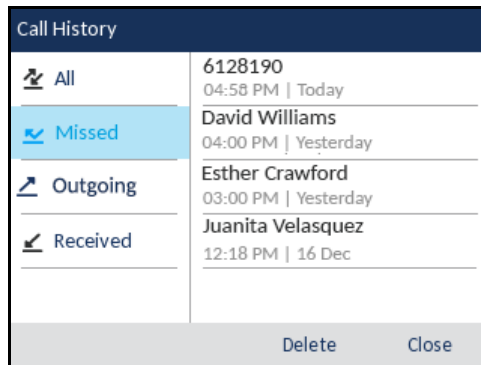 Call History
All
Missed
Outgoing
Received
6128190
04:58 PM | Today
David Williams
04:00 PM | Yesterday
Esther Crawford
03:00 PM | Yesterday
Juanita Velasquez
12:18 PM | 16 Dec
Delete
Close